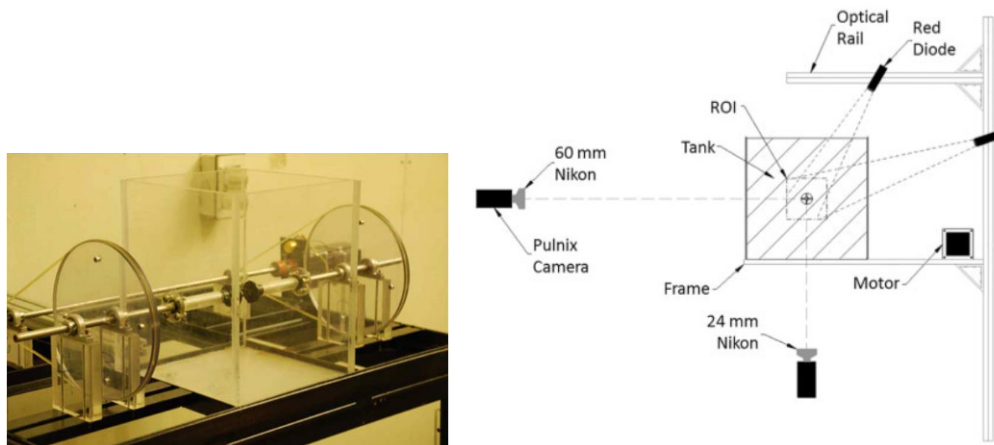 Optical
Rail
Red
Diode
ROI
Tank
60 mm
Nikon
Pulnix
Camera
Frame
Motor
24 mm
Nikon